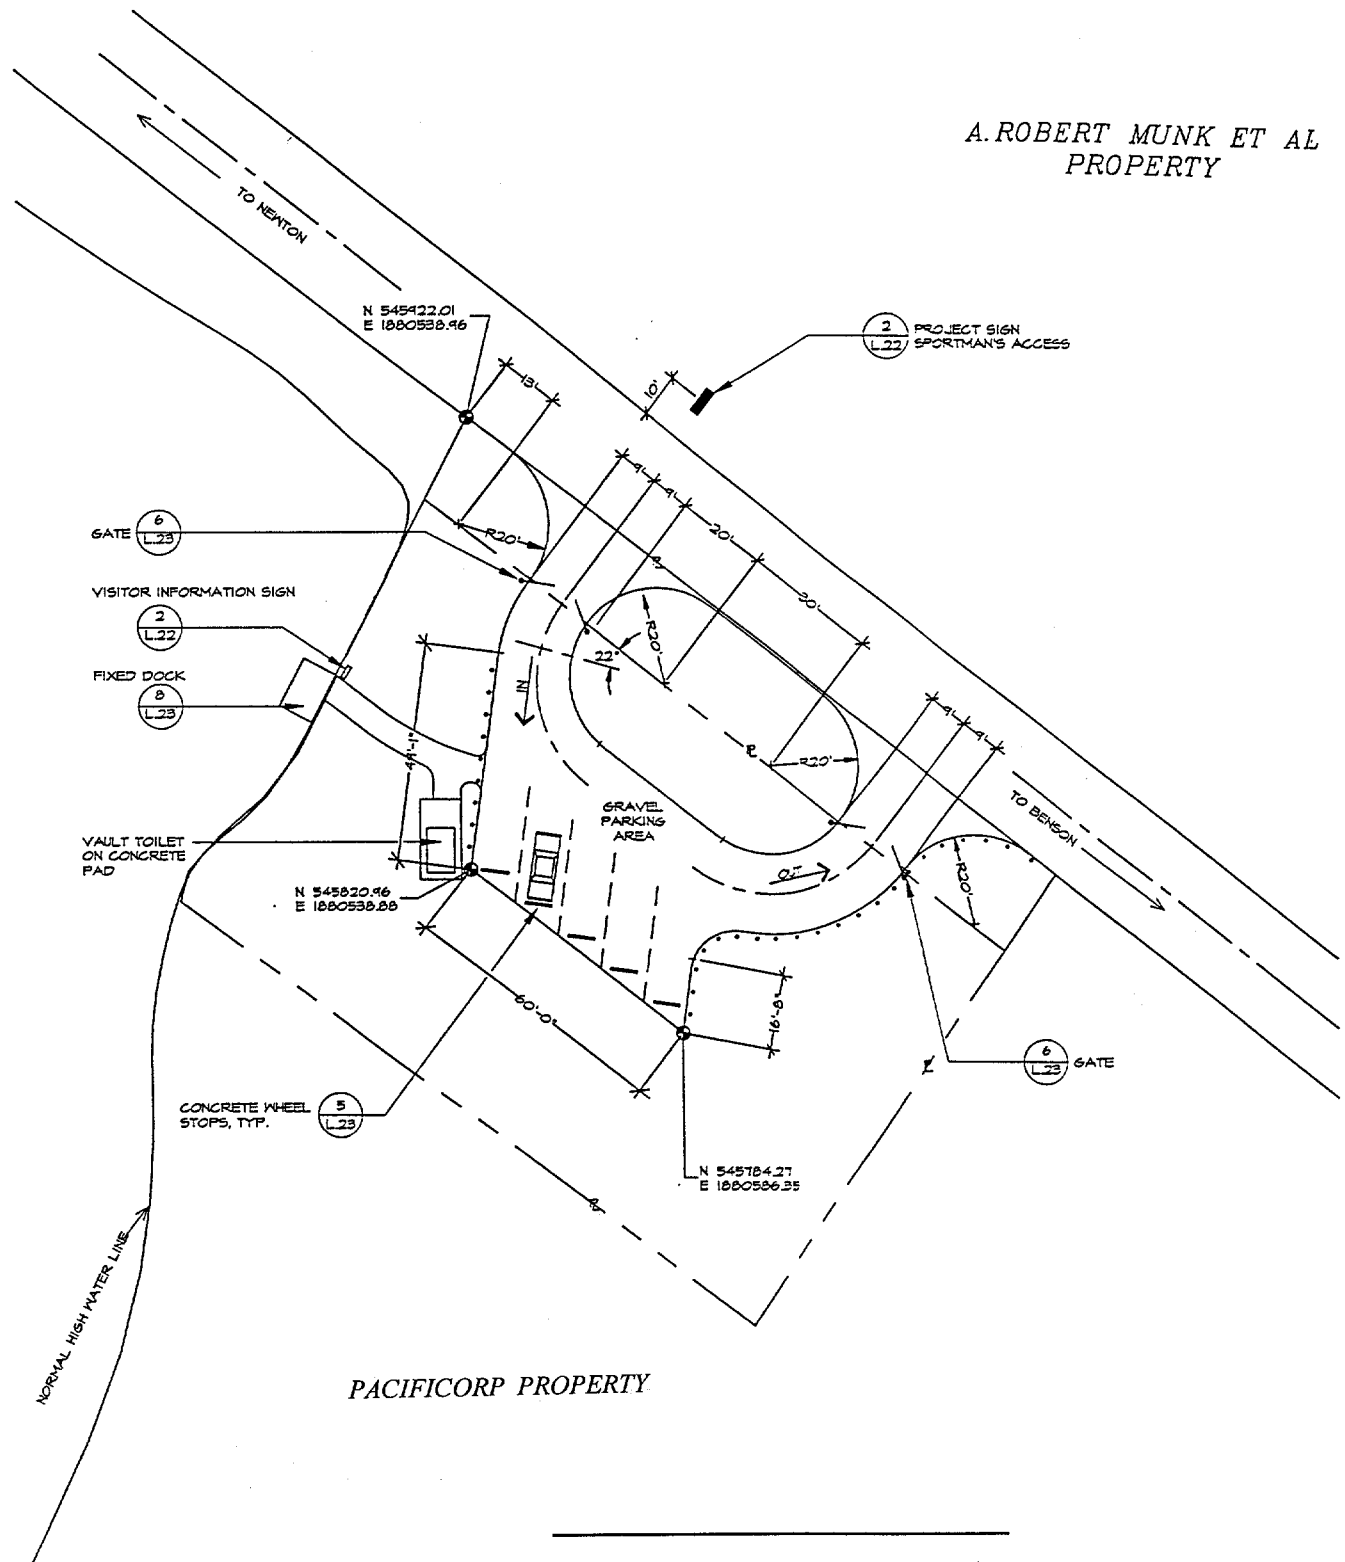 A. ROBERT MUNK ET AL
PROPERTY
TO NEWTON
N 545922.01
E 1880538.96
2
L.22
PROJECT SIGN
SPORTMAN'S ACCESS
10'
13'
9'
9'
20'
30'
R20'
6
L.23
GATE
VISITOR INFORMATION SIGN
2
L.22
FIXED DOCK
8
L.23
R20'
22°
IN
R20'
9'
9'
TO BENSON
GRAVEL
PARKING
AREA
VAULT TOILET
ON CONCRETE
PAD
N 545820.96
E 1880538.88
OUT
R20'
60'-0"
16'-8"
6
L.23
GATE
CONCRETE WHEEL
STOPS, TYP.
5
L.23
N 545784.27
E 1880586.35
NORMAL HIGH WATER LINE
PACIFICORP PROPERTY